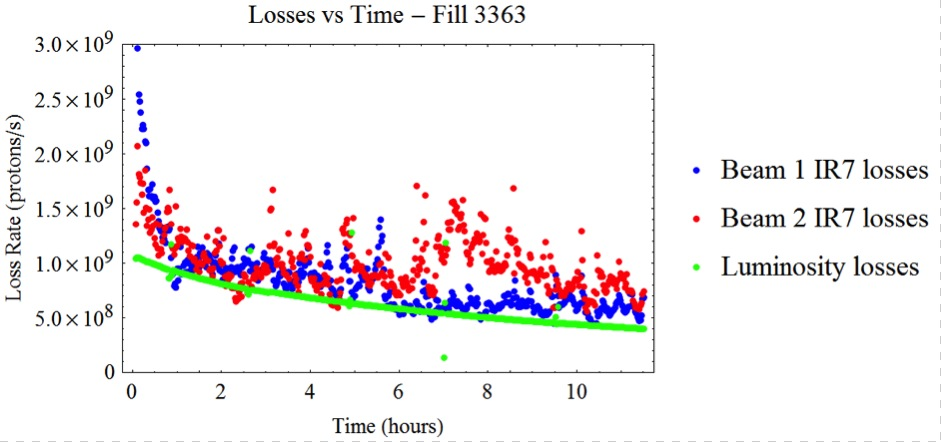 Losses vs Time – Fill 3363
Loss Rate (protons/s)
3.0×10⁹
2.5×10⁹
2.0×10⁹
1.5×10⁹
1.0×10⁹
5.0×10⁸
0
0 2 4 6 8 10
Time (hours)
Beam 1 IR7 losses
Beam 2 IR7 losses
Luminosity losses